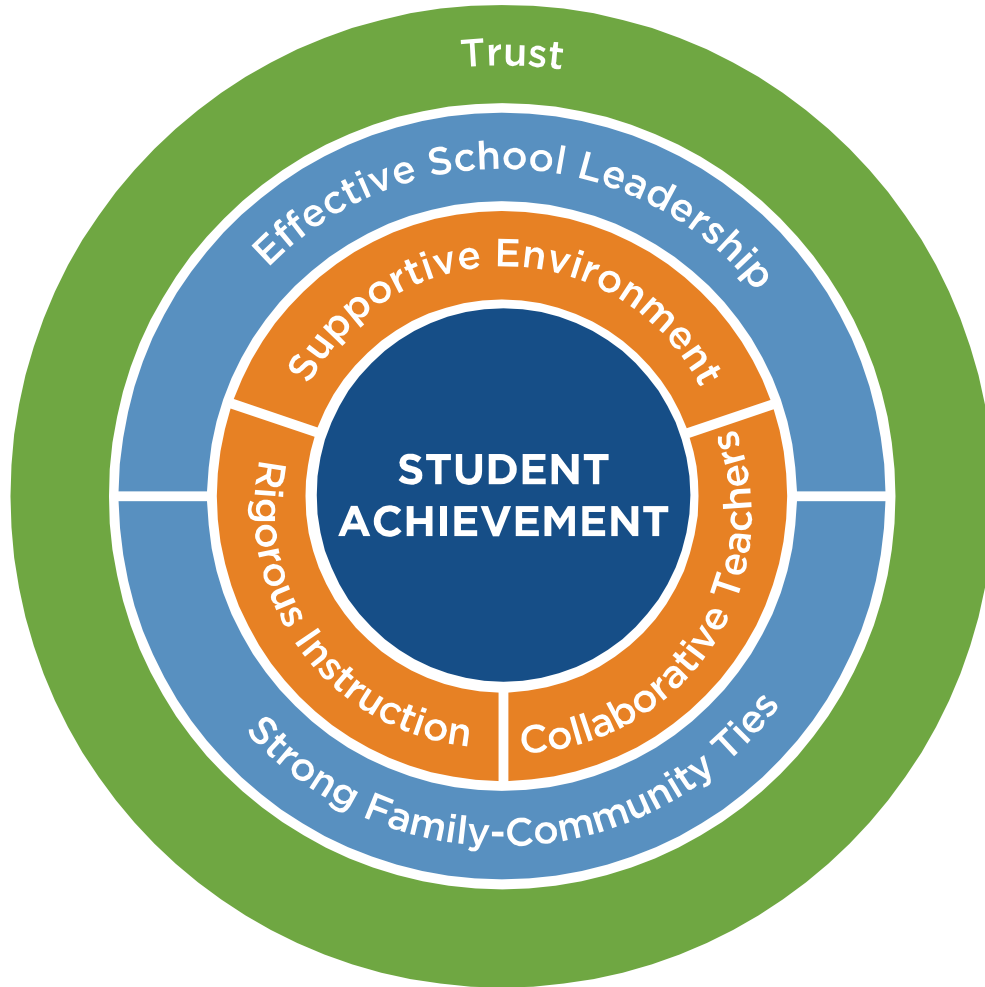 Trust
Effective School Leadership
Supportive Environment
STUDENT
ACHIEVEMENT
Rigorous Instruction
Collaborative Teachers
Strong Family-Community Ties